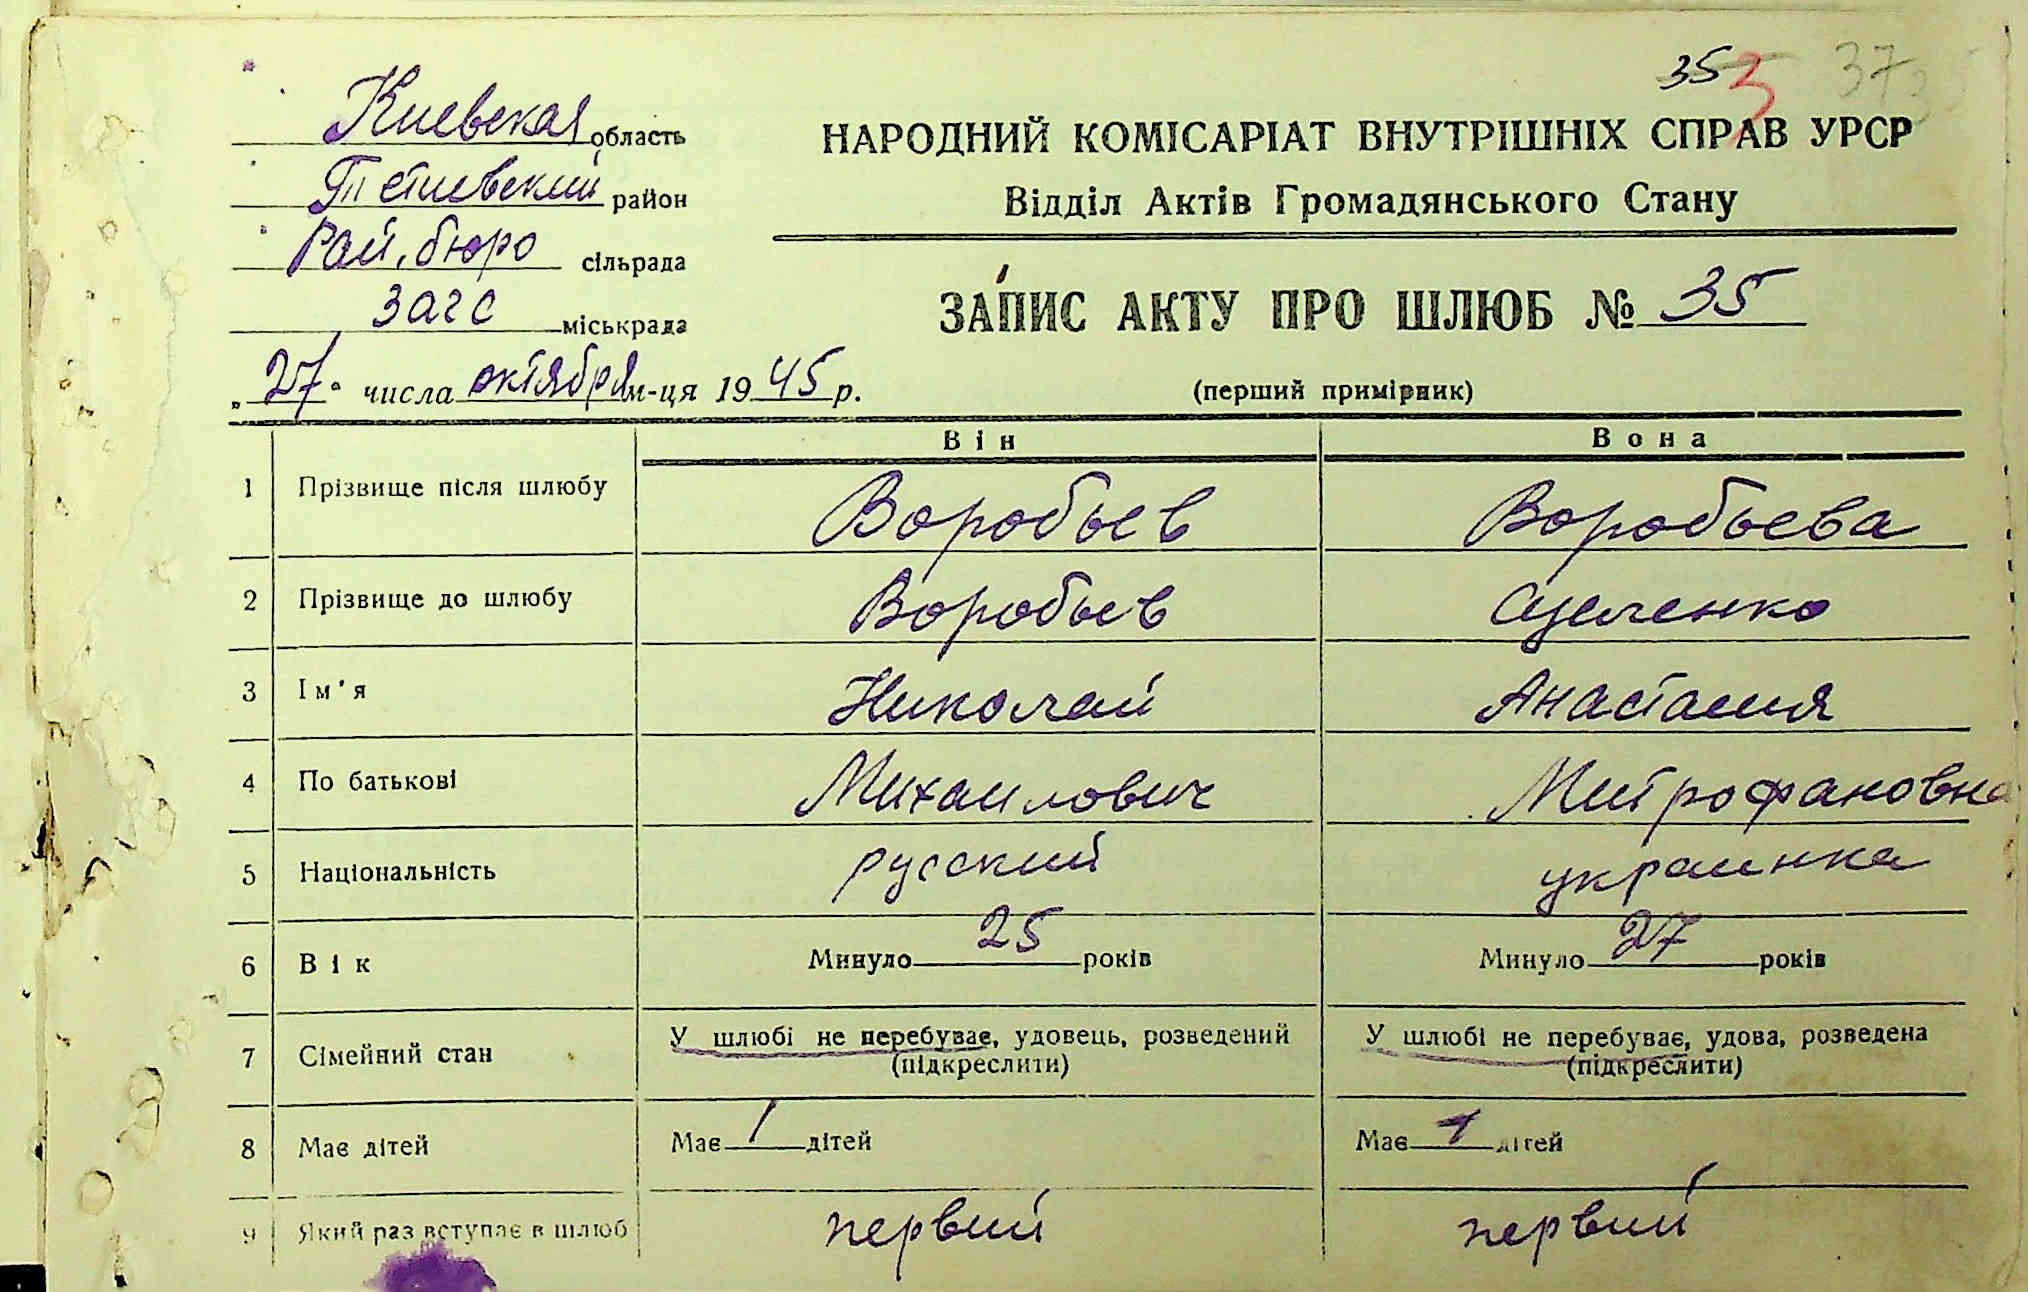 35 3 37
Киевская область
Тетиевский район
Рай. бюро сільрада
загс міськрада
„27“ числа октября м-ця 1945 р.
НАРОДНИЙ КОМІСАРІАТ ВНУТРІШНІХ СПРАВ УРСР
Відділ Актів Громадянського Стану
ЗАПИС АКТУ ПРО ШЛЮБ № 35
(перший примірник)
Він Вона
1 Прізвище після шлюбу Воробьев Воробьева
2 Прізвище до шлюбу Воробьев
3 Ім'я Николай Анастасия
4 По батькові Михаилович Митрофановна
5 Національність русский украинка
6 Вік Минуло 25 років Минуло 27 років
7 Сімейний стан У шлюбі не перебуває, удовець, розведений У шлюбі не перебуває, удова, розведена
(підкреслити) (підкреслити)
8 Має дітей Має 1 дітей Має 1 дітей
9 Який раз вступає в шлюб первий первий